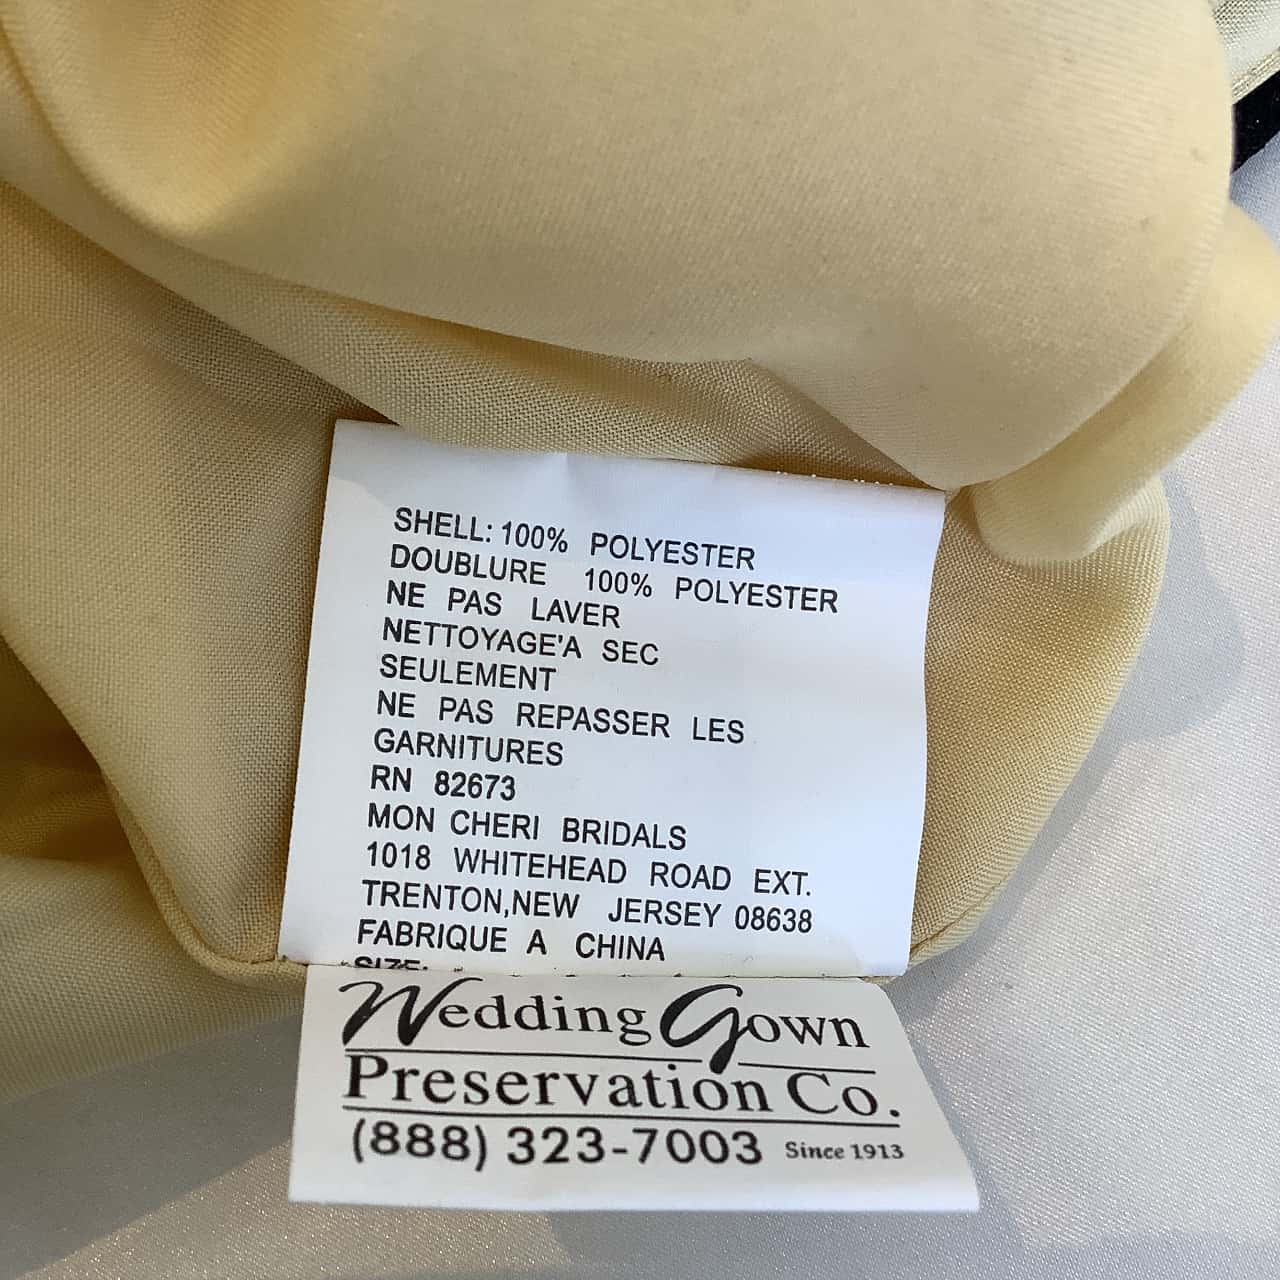 SHELL: 100% POLYESTER
DOUBLURE 100% POLYESTER
NE PAS LAVER
NETTOYAGE'A SEC
SEULEMENT
NE PAS REPASSER LES
GARNITURES
RN 82673
MON CHERI BRIDALS
1018 WHITEHEAD ROAD EXT.
TRENTON,NEW JERSEY 08638
FABRIQUE A CHINA
SIZE:
Wedding Gown
Preservation Co.
(888) 323-7003 Since 1913